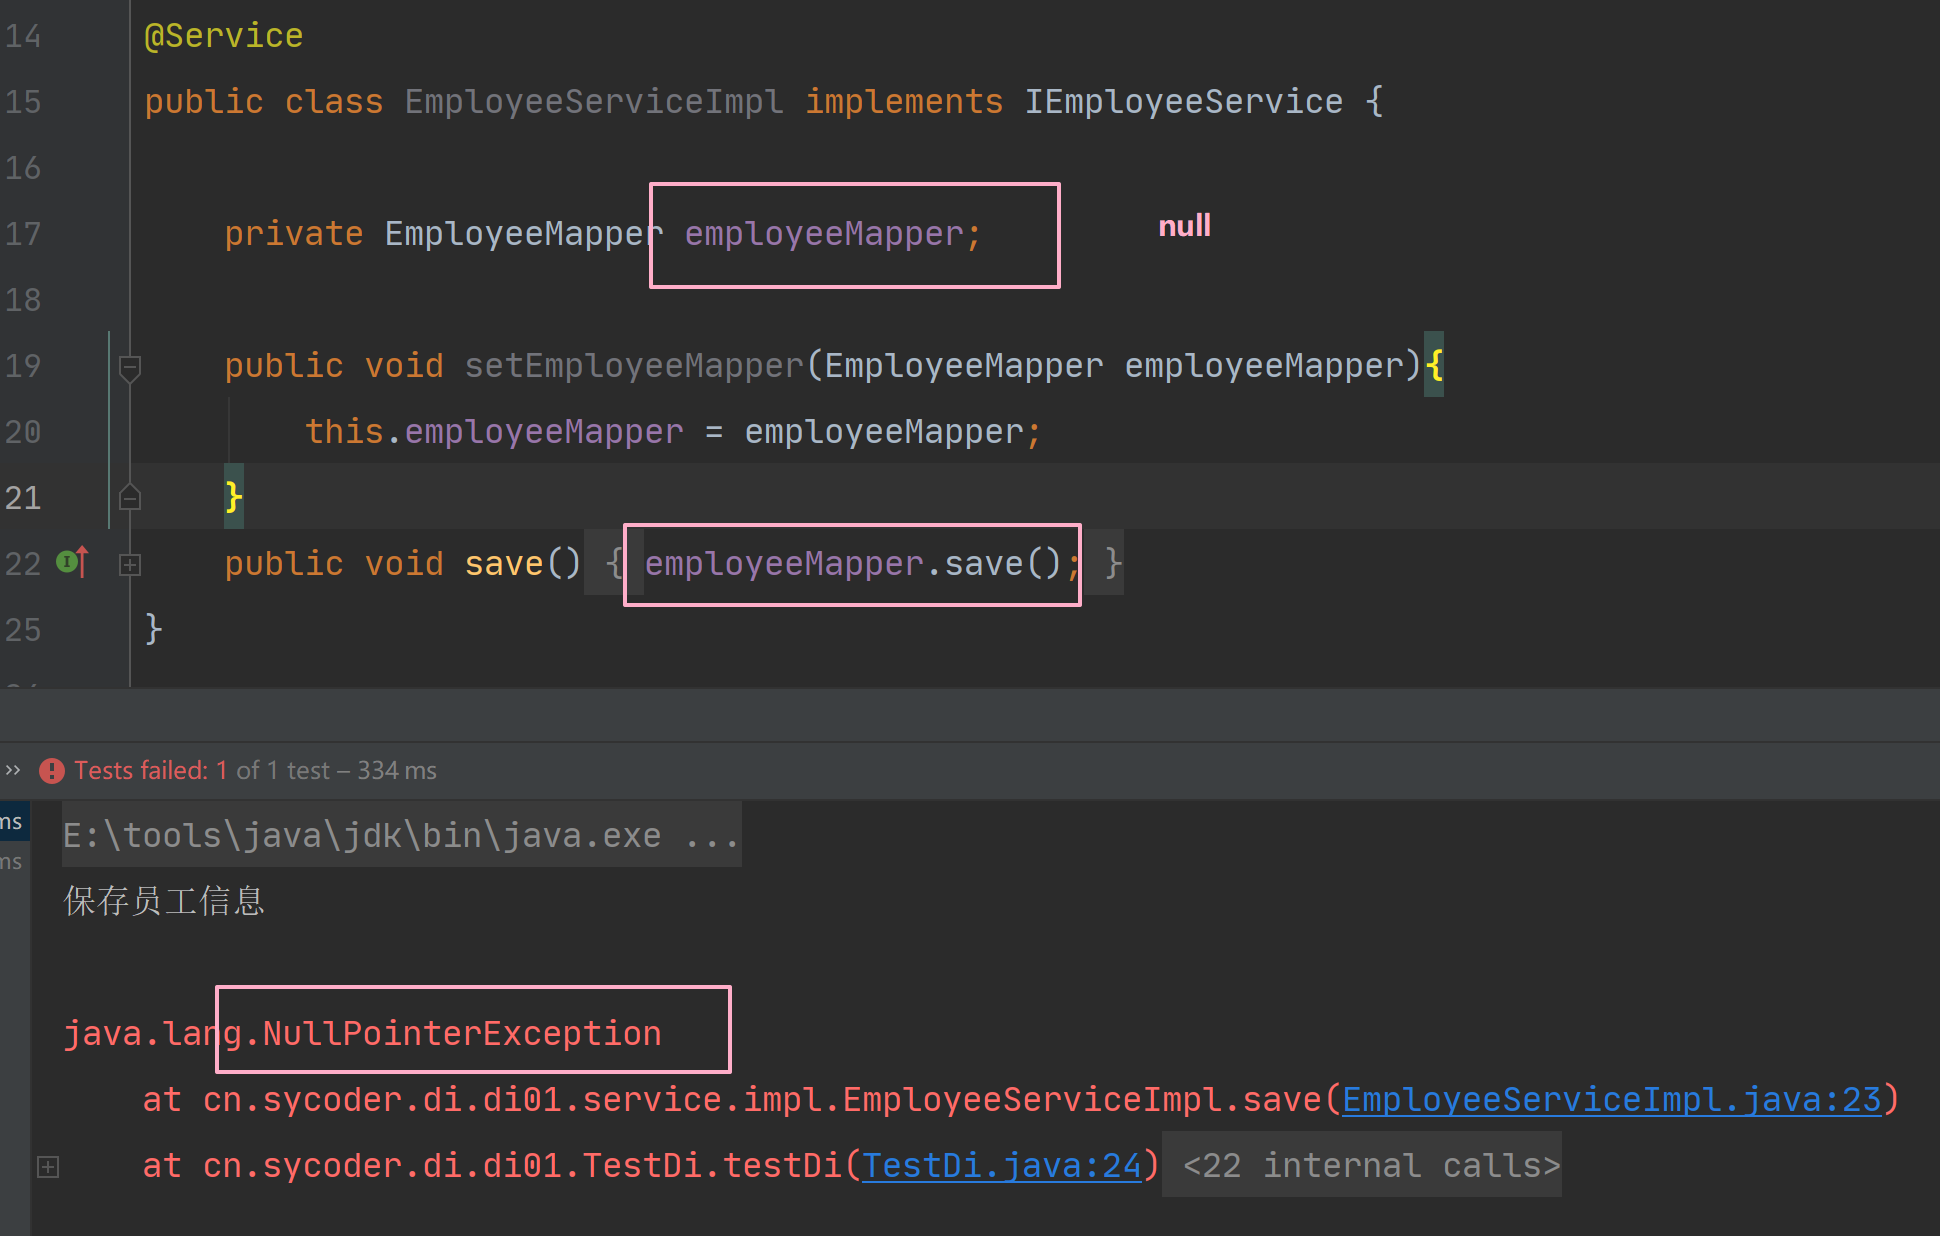 14 @Service
15 public class EmployeeServiceImpl implements IEmployeeService {
16
17 private EmployeeMapper employeeMapper; null
18
19 public void setEmployeeMapper(EmployeeMapper employeeMapper){
20 this.employeeMapper = employeeMapper;
21 }
22 public void save() { employeeMapper.save(); }
25 }
Tests failed: 1 of 1 test – 334 ms
ms E:\tools\java\jdk\bin\java.exe ...
ms
保存员工信息
java.lang.NullPointerException
at cn.sycoder.di.di01.service.impl.EmployeeServiceImpl.save(EmployeeServiceImpl.java:23)
at cn.sycoder.di.di01.TestDi.testDi(TestDi.java:24) <22 internal calls>